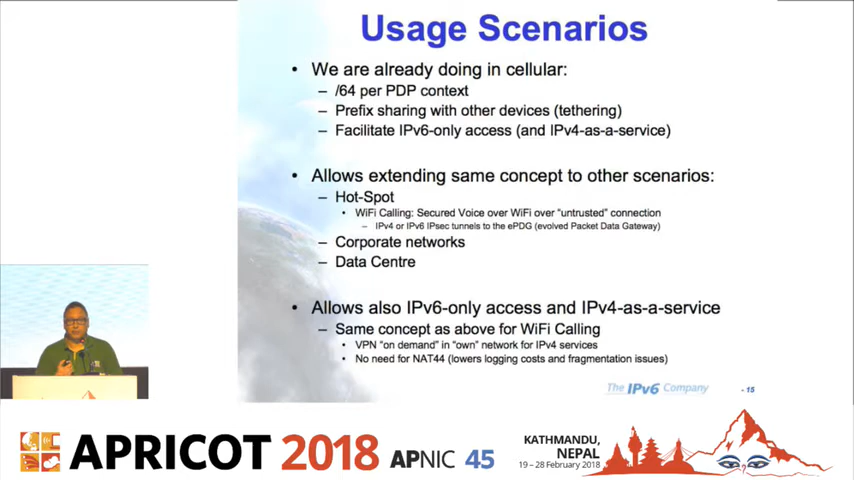 Usage Scenarios
• We are already doing in cellular:
– /64 per PDP context
– Prefix sharing with other devices (tethering)
– Facilitate IPv6-only access (and IPv4-as-a-service)
• Allows extending same concept to other scenarios:
– Hot-Spot
• WiFi Calling: Secured Voice over WiFi over "untrusted" connection
– IPv4 or IPv6 IPsec tunnels to the ePDG (evolved Packet Data Gateway)
– Corporate networks
– Data Centre
• Allows also IPv6-only access and IPv4-as-a-service
– Same concept as above for WiFi Calling
• VPN "on demand" in "own" network for IPv4 services
• No need for NAT44 (lowers logging costs and fragmentation issues)
The IPv6 Company
- 15
APRICOT 2018 APNIC 45
KATHMANDU,
NEPAL
19 – 28 February 2018